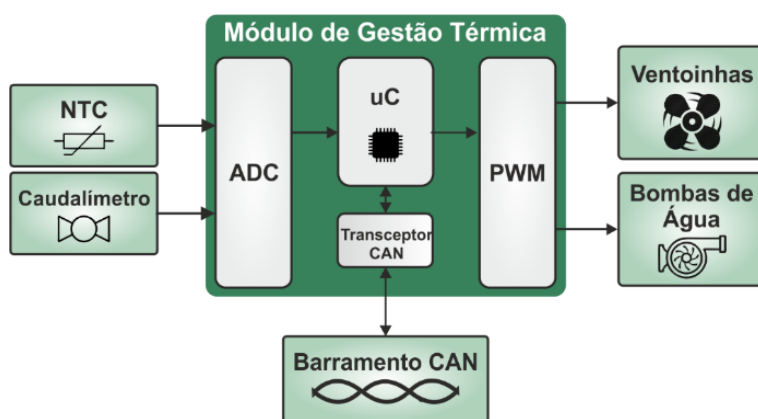 Módulo de Gestão Térmica
NTC
Caudalímetro
ADC
uC
Transceptor
CAN
PWM
Ventoinhas
Bombas de
Água
Barramento CAN